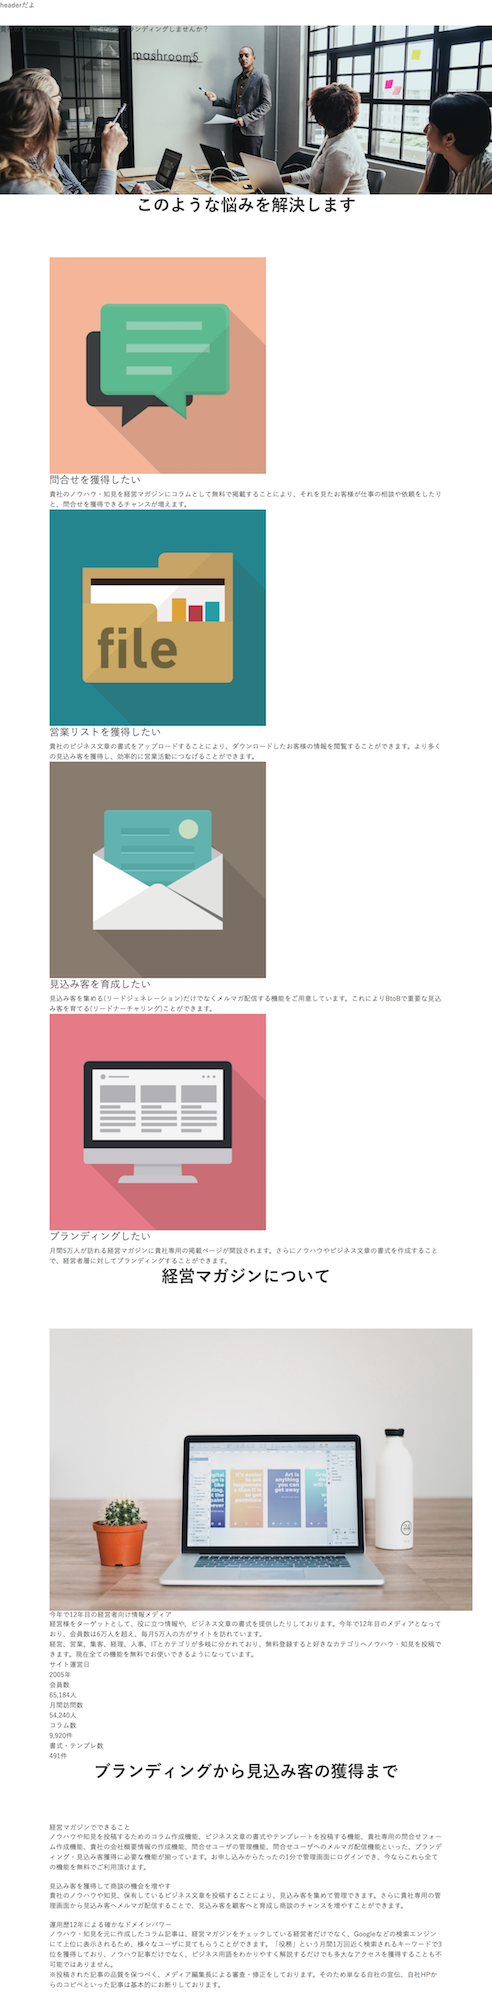 headerだよ
ランディングしませんか？
mashroom5
このような悩みを解決します
問合せを獲得したい
貴社のノウハウ・知見を経営マガジンにコラムとして無料で掲載することにより、それを見たお客様が仕事の相談や依頼をしたり
と、問合せを獲得できるチャンスが増えます。
file
営業リストを獲得したい
貴社のビジネス文章の書式をアップロードすることにより、ダウンロードしたお客様の情報を閲覧することができます。より多く
の見込み客を獲得し、効率的に営業活動につなげることができます。
見込み客を育成したい
見込み客を集める(リードジェネレーション)だけでなくメルマガ配信する機能をご用意しています。これによりBtoBで重要な見込
み客を育てる(リードナーチャリング)ことができます。
ブランディングしたい
月間5万人が訪れる経営マガジンに貴社専用の掲載ページが開設されます。さらにノウハウやビジネス文章の書式を作成すること
で、経営者層に対してブランディングすることができます。
経営マガジンについて
今年で12年目の経営者向け情報メディア
経営様をターゲットとして、役に立つ情報や、ビジネス文章の書式を提供したりしております。今年で12年目のメディアとなって
おり、会員数は6万人を超え、毎月5万人の方がサイトを訪れています。
経営、営業、集客、経理、人事、ITとカテゴリが多岐に分かれており、無料登録すると好きなカテゴリへノウハウ・知見を投稿で
きます。現在全ての機能を無料でお使いできるようになっています。
サイト運営日
2005年
会員数
65,184人
月間訪問数
54,240人
コラム数
9,920件
書式・テンプレ数
491件
ブランディングから見込み客の獲得まで
経営マガジンでできること
ノウハウや知見を投稿するためのコラム作成機能、ビジネス文章の書式やテンプレートを投稿する機能、貴社専用の問合せフォー
ム作成機能、貴社の会社概要情報の作成機能、問合せユーザの管理機能、問合せユーザへのメルマガ配信機能といった、ブランデ
ィング・見込み客獲得に必要な機能が揃っています。お申し込みからたったの1分で管理画面にログインでき、今ならこれら全て
の機能を無料でご利用頂けます。
見込み客を獲得して商談の機会を増やす
貴社のノウハウや知見、保有しているビジネス文章を投稿することにより、見込み客を集めて管理できます。さらに貴社専用の管
理画面から見込み客へメルマガ配信することで、見込み客を顧客へと育成し商談のチャンスを増やすことができます。
運用歴12年による確かなドメインパワー
ノウハウ・知見を元に作成したコラム記事は、経営マガジンをチェックしている経営者だけでなく、Googleなどの検索エンジン
にて上位に表示されるため、様々なユーザに見てもらうことができます。「役務」という月間1万回近く検索されるキーワードで3
位を獲得しており、ノウハウ記事だけでなく、ビジネス用語をわかりやすく解説するだけでも多大なアクセスを獲得することも不
可能ではありません。
※投稿された記事の品質を保つべく、メディア編集長による審査・修正をしております。そのため単なる自社の宣伝、自社HPか
らのコピペといった記事は基本的にお断りしております。